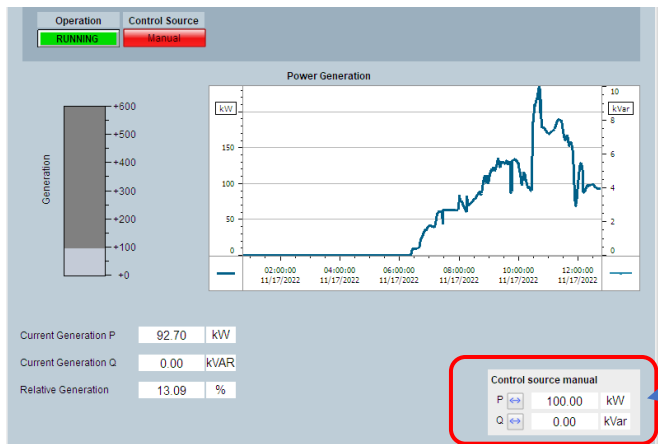 Operation Control Source
RUNNING Manual
Power Generation
kW 10
kVar
+600
+500
+400
+300
+200
+100
+0
Generation
150
100
50
0
8
6
4
2
0
02:00:00 04:00:00 06:00:00 08:00:00 10:00:00 12:00:00
11/17/2022 11/17/2022 11/17/2022 11/17/2022 11/17/2022 11/17/2022
Current Generation P 92.70 kW
Current Generation Q 0.00 kVAR
Relative Generation 13.09 %
Control source manual
P 100.00 kW
Q 0.00 kVar